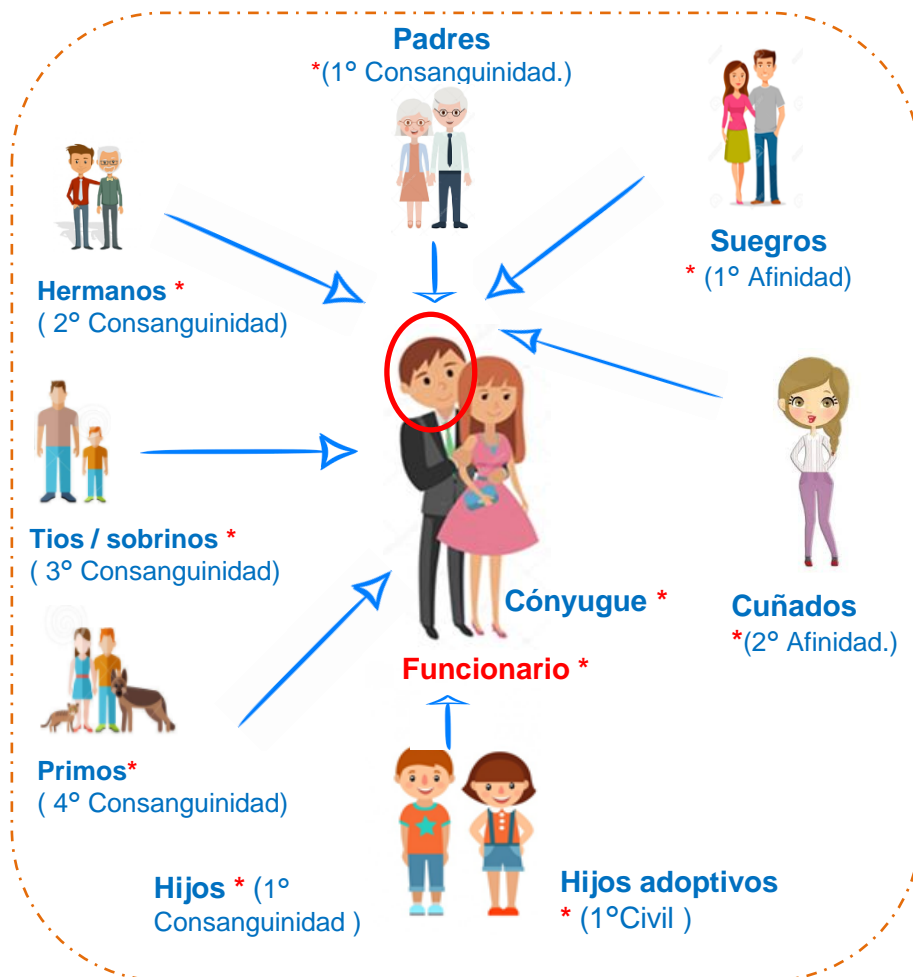 Padres
*(1° Consanguinidad.)
Suegros
* (1° Afinidad)
Hermanos *
( 2° Consanguinidad)
Tios / sobrinos *
( 3° Consanguinidad)
Cónyugue *
Cuñados
*(2° Afinidad.)
Funcionario *
Primos*
( 4° Consanguinidad)
Hijos * (1°
Consanguinidad )
Hijos adoptivos
* (1°Civil )